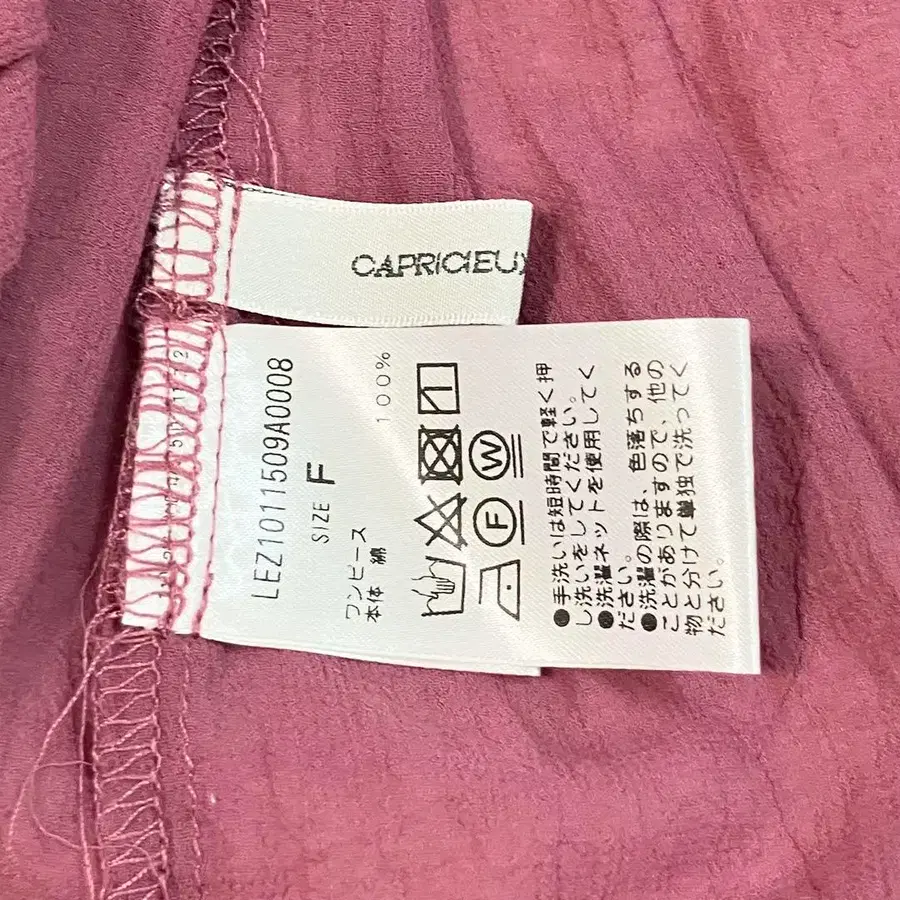 CAPRICIEUX
LEZ1011509A0008
SIZE F
ワンピース
本体 綿 100%
W
F
●手洗いは短時間で軽く押
し洗いをしてください。
●洗濯ネットを使用してく
ださい。
●洗濯の際は、色落ちする
ことがありますので、他の
物と分けて単独で洗ってく
ださい。